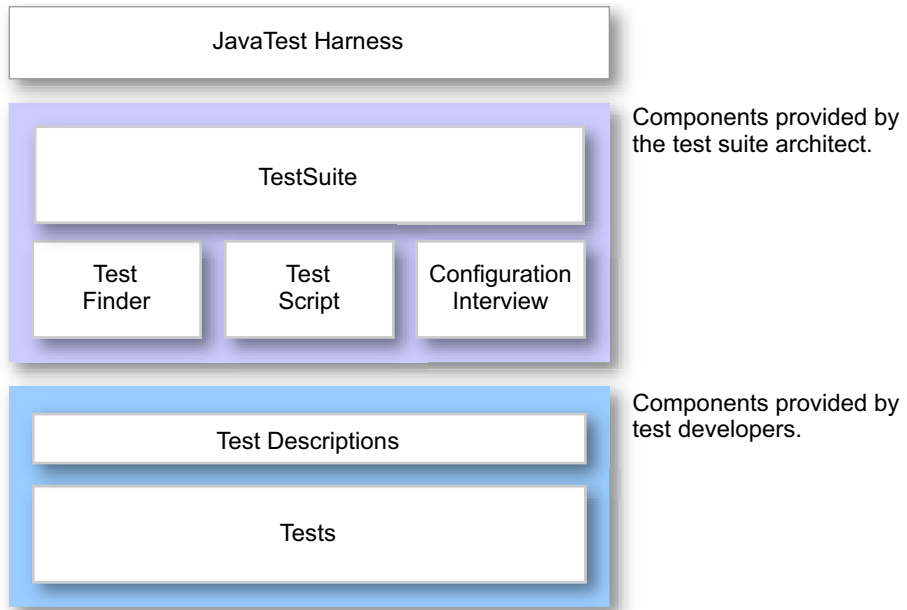 JavaTest Harness
Components provided by
the test suite architect.
TestSuite
Test
Finder
Test
Script
Configuration
Interview
Components provided by
test developers.
Test Descriptions
Tests